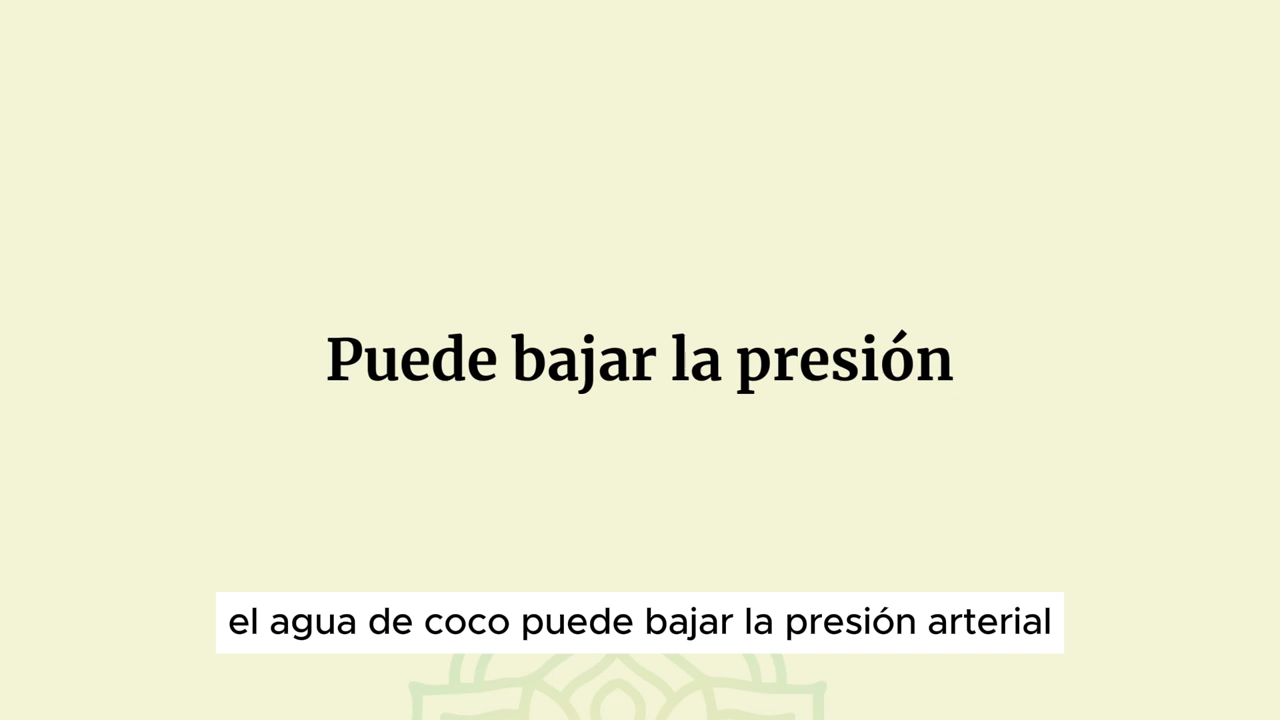 Puede bajar la presión
el agua de coco puede bajar la presión arterial